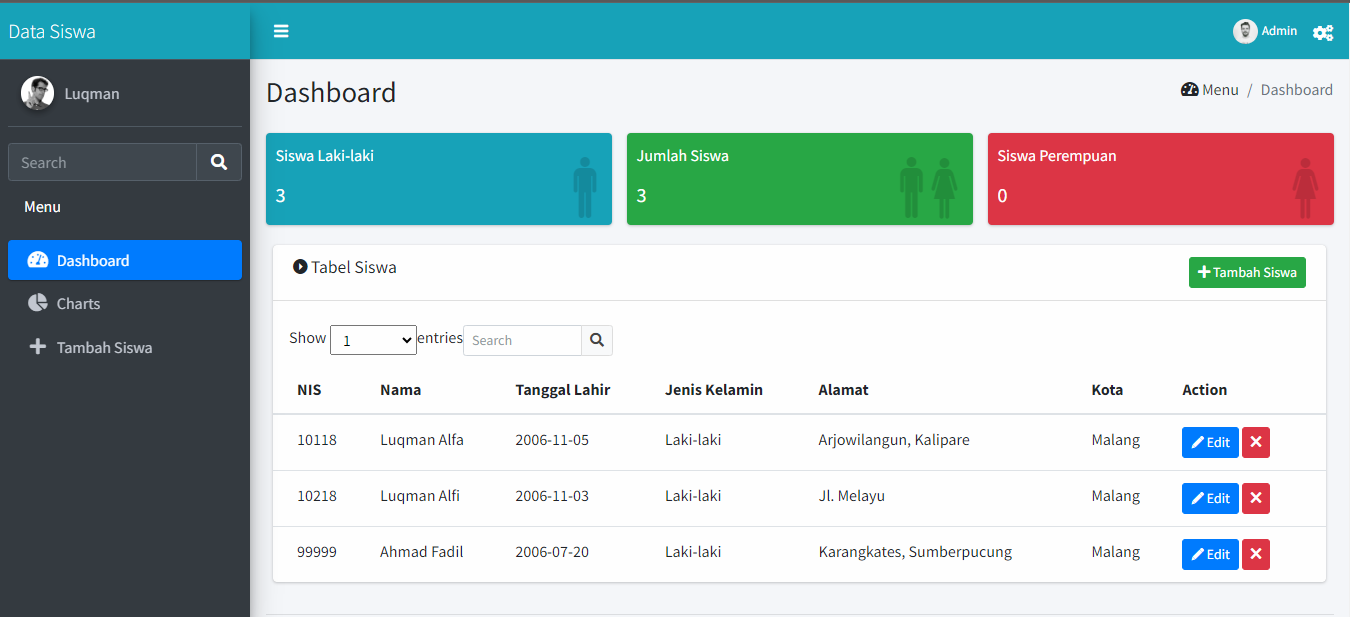 Data Siswa
Admin
Luqman
Search
Menu
Dashboard
Charts
Tambah Siswa
Dashboard
Menu / Dashboard
Siswa Laki-laki
3
Jumlah Siswa
3
Siswa Perempuan
0
Tabel Siswa
Tambah Siswa
Show 1 entries Search
NIS Nama Tanggal Lahir Jenis Kelamin Alamat Kota Action
10118 Luqman Alfa 2006-11-05 Laki-laki Arjowilangun, Kalipare Malang Edit
10218 Luqman Alfi 2006-11-03 Laki-laki Jl. Melayu Malang Edit
99999 Ahmad Fadil 2006-07-20 Laki-laki Karangkates, Sumberpucung Malang Edit